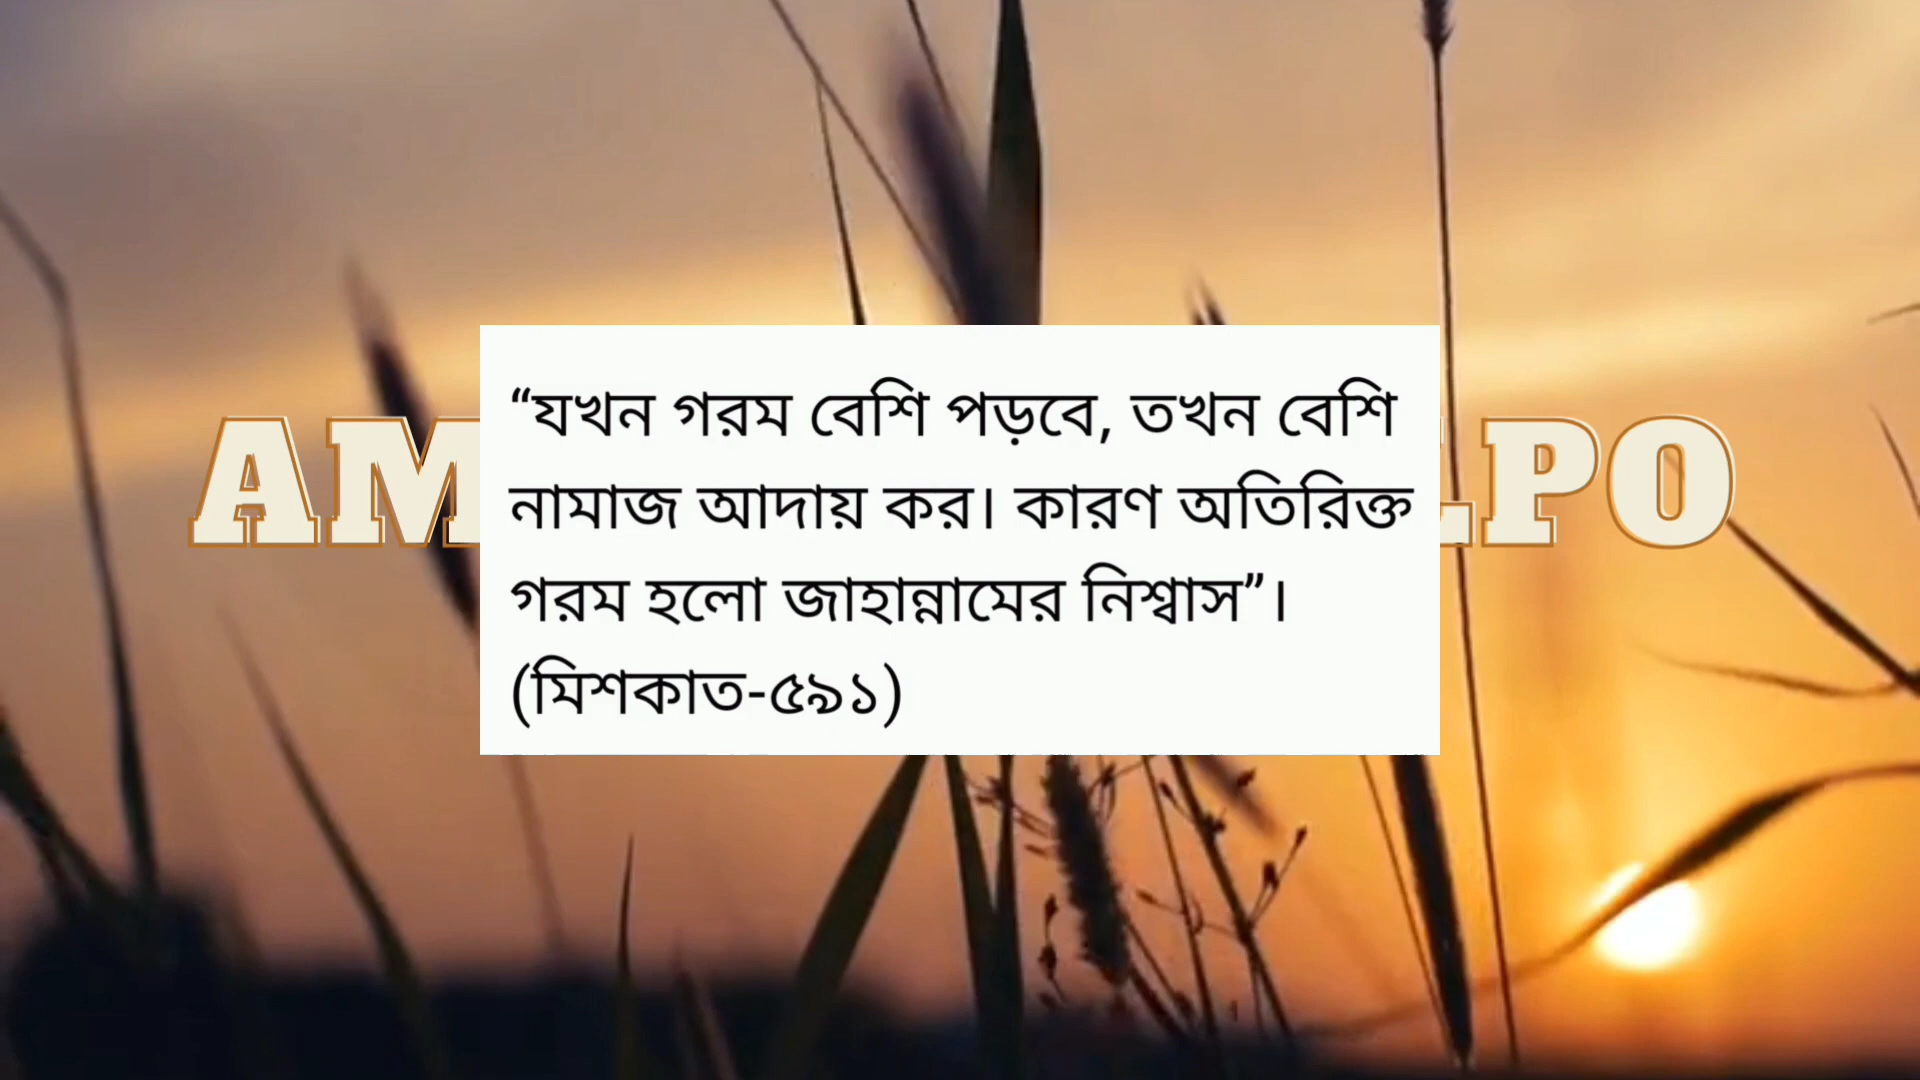 “যখন গরম বেশি পড়বে, তখন বেশি
নামাজ আদায় কর। কারণ অতিরিক্ত
গরম হলো জাহান্নামের নিশ্বাস”।
(মিশকাত-৫৯১)